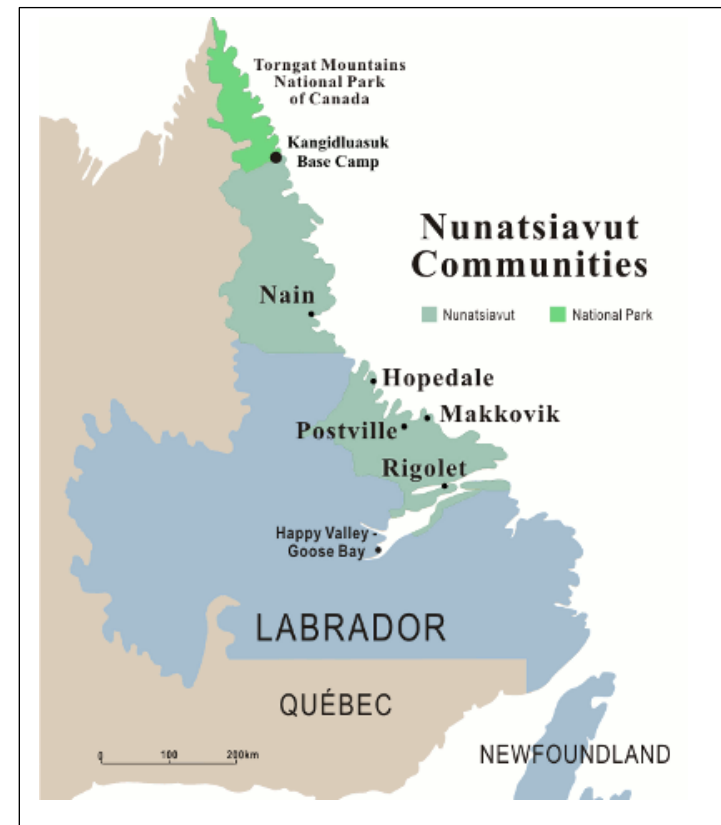 Torngat Mountains
National Park
of Canada
Kangidluasuk
Base Camp
Nunatsiavut
Communities
Nunatsiavut
National Park
Nain
Hopedale
Makkovik
Postville
Rigolet
Happy Valley -
Goose Bay
LABRADOR
QUÉBEC
NEWFOUNDLAND
0 100 200km